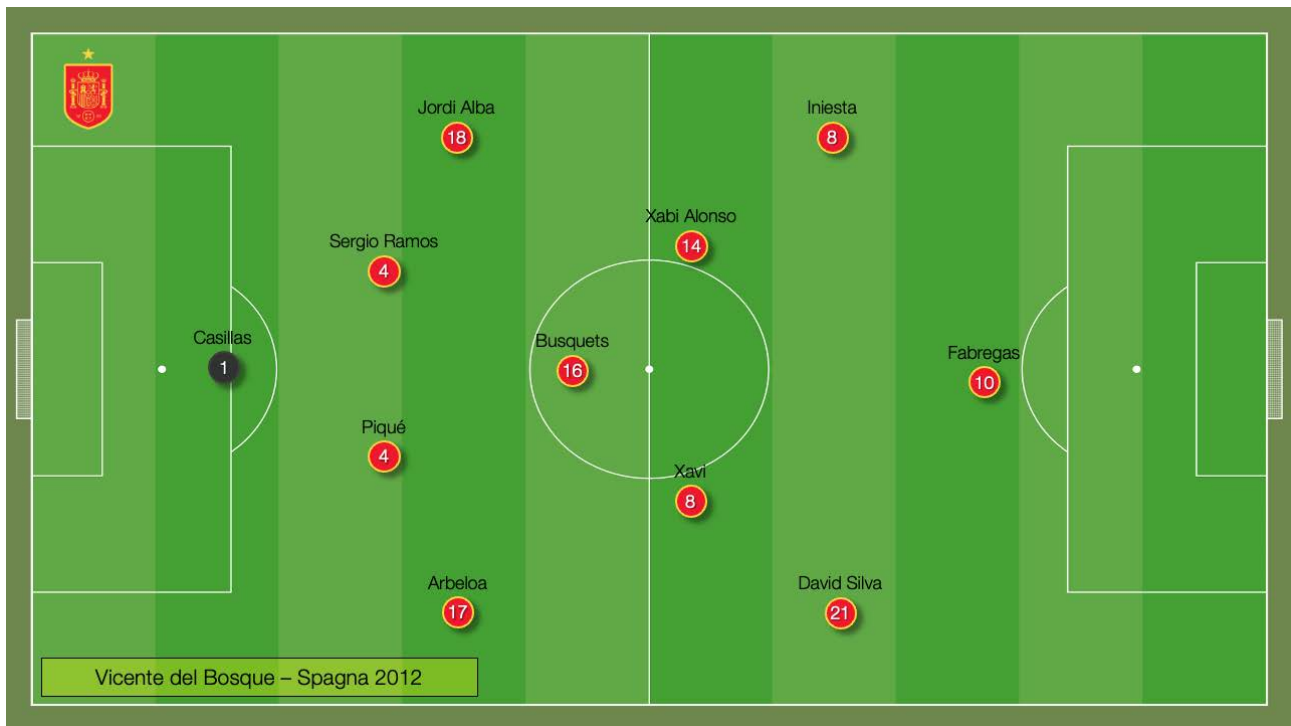 Jordi Alba
18
Iniesta
8
Xabi Alonso
14
Sergio Ramos
4
Casillas
1
Busquets
16
Fabregas
10
Piqué
4
Xavi
8
Arbeloa
17
David Silva
21
Vicente del Bosque – Spagna 2012